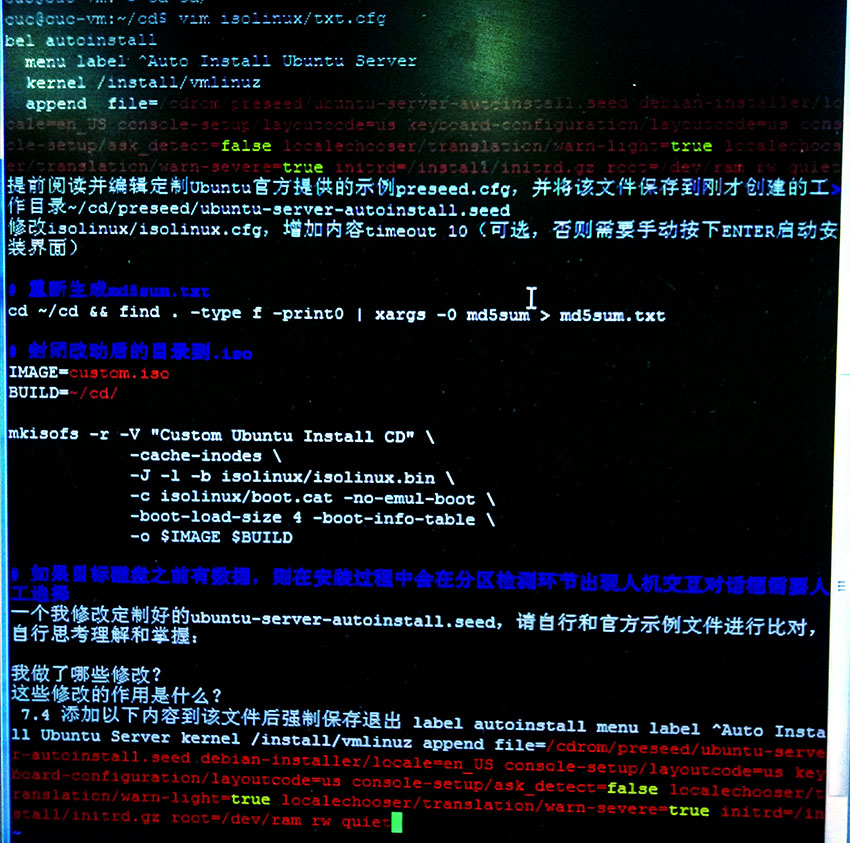 cuc@cuc-vm:~/cd$ vim isolinux/txt.cfg
bel autoinstall
menu label ^Auto Install Ubuntu Server
kernel /install/vmlinuz
append file=/cdrom/preseed/ubuntu-server-autoinstall.seed debian-installer/lo
cale=en_US console-setup/layoutcode=us keyboard-configuration/layoutcode=us cons
ole-setup/ask_detect=false localechooser/translation/warn-light=true localechoos
er/translation/warn-severe=true initrd=/install/initrd.gz root=/dev/ram rw quiet
提前阅读并编辑定制Ubuntu官方提供的示例preseed.cfg，并将该文件保存到刚才创建的工>
作目录~/cd/preseed/ubuntu-server-autoinstall.seed
修改isolinux/isolinux.cfg，增加内容timeout 10（可选，否则需要手动按下ENTER启动安
装界面）
# 重新生成md5sum.txt
cd ~/cd && find . -type f -print0 | xargs -0 md5sum > md5sum.txt
# 封闭改动后的目录到.iso
IMAGE=custom.iso
BUILD=~/cd/
mkisofs -r -V "Custom Ubuntu Install CD" \
-cache-inodes \
-J -l -b isolinux/isolinux.bin \
-c isolinux/boot.cat -no-emul-boot \
-boot-load-size 4 -boot-info-table \
-o $IMAGE $BUILD
# 如果目标磁盘之前有数据，则在安装过程中会在分区检测环节出现人机交互对话框需要人
工选择
一个我修改定制好的ubuntu-server-autoinstall.seed，请自行和官方示例文件进行比对，
自行思考理解和掌握：
我做了哪些修改？
这些修改的作用是什么？
7.4 添加以下内容到该文件后强制保存退出 label autoinstall menu label ^Auto Insta
ll Ubuntu Server kernel /install/vmlinuz append file=/cdrom/preseed/ubuntu-serve
r-autoinstall.seed debian-installer/locale=en_US console-setup/layoutcode=us key
board-configuration/layoutcode=us console-setup/ask_detect=false localechooser/t
ranslation/warn-light=true localechooser/translation/warn-severe=true initrd=/in
stall/initrd.gz root=/dev/ram rw quiet
~